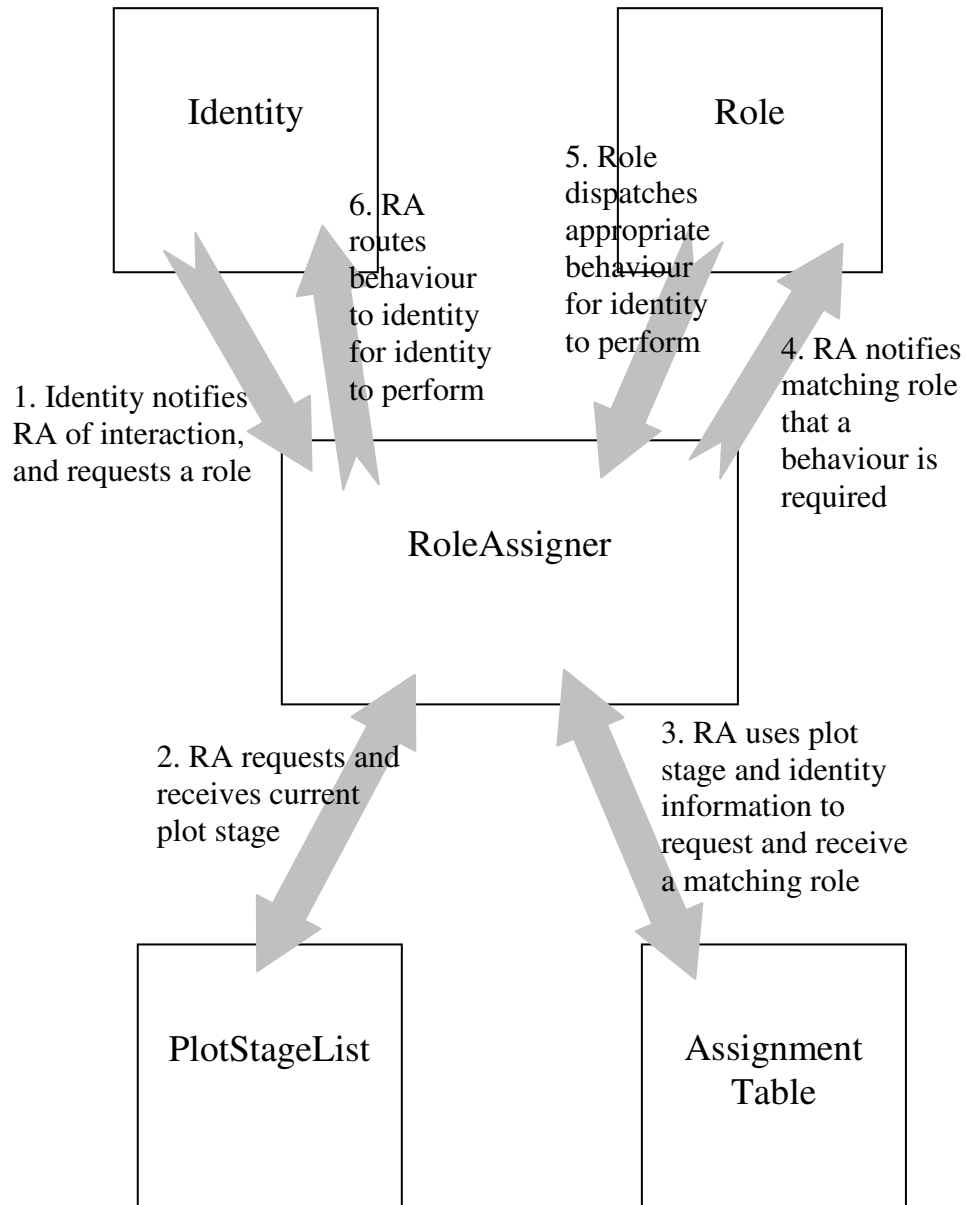 Identity
Role
1. Identity notifies
RA of interaction,
and requests a role
6. RA
routes
behaviour
to identity
for identity
to perform
5. Role
dispatches
appropriate
behaviour
for identity
to perform
4. RA notifies
matching role
that a
behaviour is
required
RoleAssigner
2. RA requests and
receives current
plot stage
3. RA uses plot
stage and identity
information to
request and receive
a matching role
PlotStageList
Assignment
Table